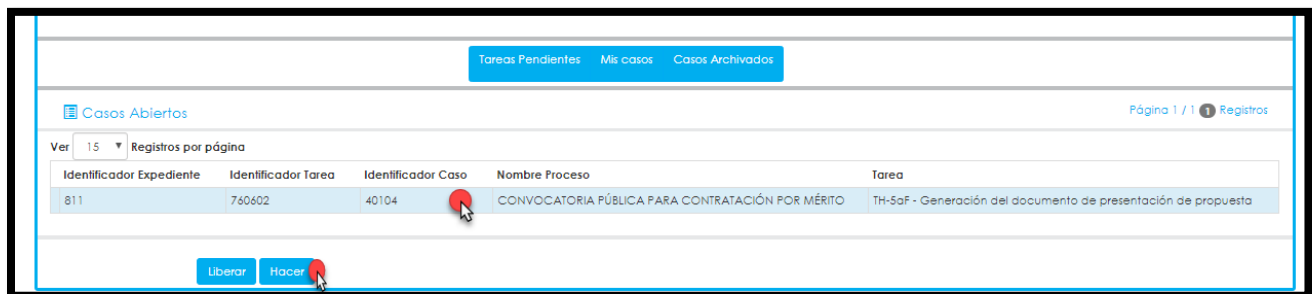 Tareas Pendientes Mis casos Casos Archivados
Casos Abiertos Página 1 / 1 1 Registros
Ver 15 Registros por página
Identificador Expediente Identificador Tarea Identificador Caso Nombre Proceso Tarea
811 760602 40104 CONVOCATORIA PÚBLICA PARA CONTRATACIÓN POR MÉRITO TH-5aF - Generación del documento de presentación de propuesta
Liberar Hacer